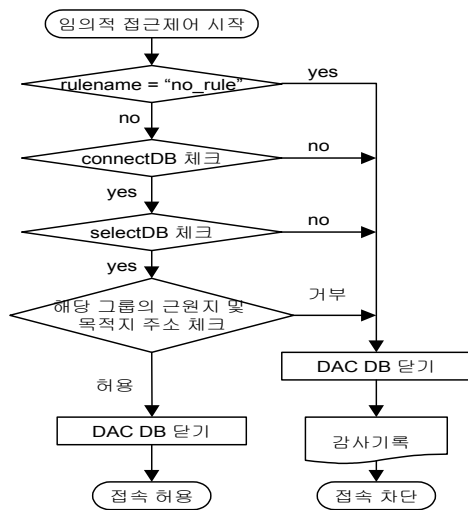 임의적 접근제어 시작
rulename = “no_rule”
yes
no
connectDB 체크
no
yes
selectDB 체크
no
yes
해당 그룹의 근원지 및
목적지 주소 체크
거부
허용
DAC DB 닫기
DAC DB 닫기
감사기록
접속 허용
접속 차단